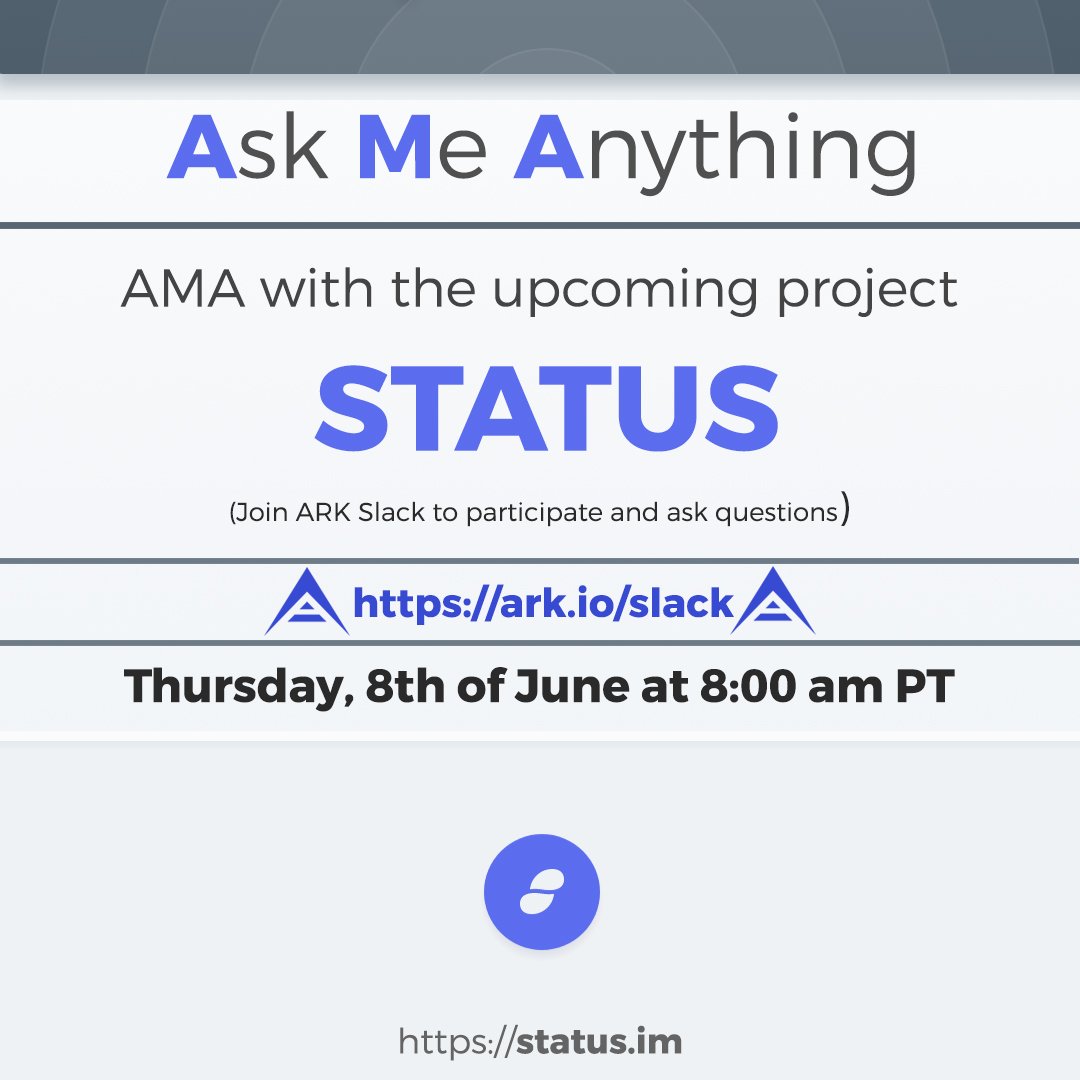 Ask Me Anything
AMA with the upcoming project
STATUS
(Join ARK Slack to participate and ask questions)
https://ark.io/slack
Thursday, 8th of June at 8:00 am PT
https://status.im